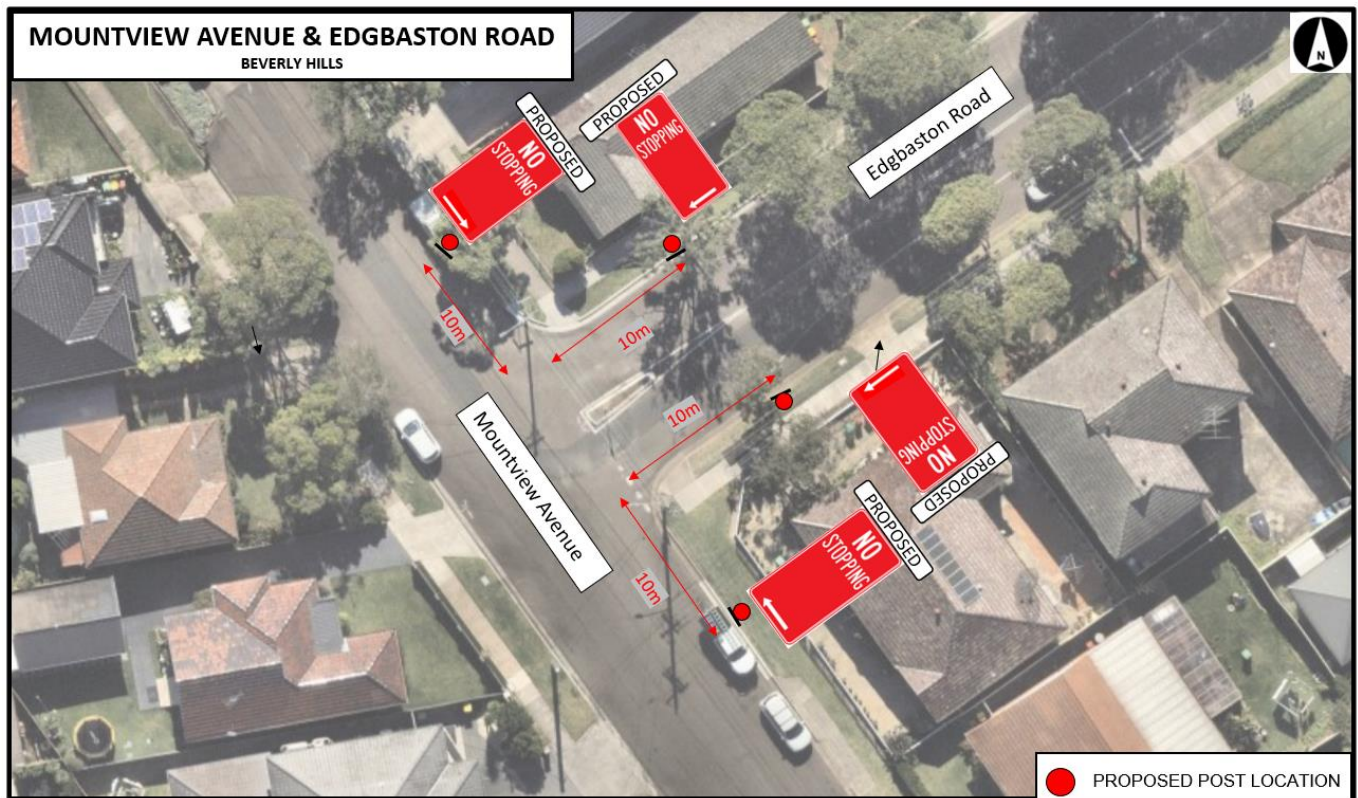 MOUNTVIEW AVENUE & EDGBASTON ROAD
BEVERLY HILLS
N
PROPOSED
NO
STOPPING
PROPOSED
NO
STOPPING
Edgbaston Road
10m
10m
10m
Mountview Avenue
NO
STOPPING
PROPOSED
PROPOSED
NO
STOPPING
10m
PROPOSED POST LOCATION